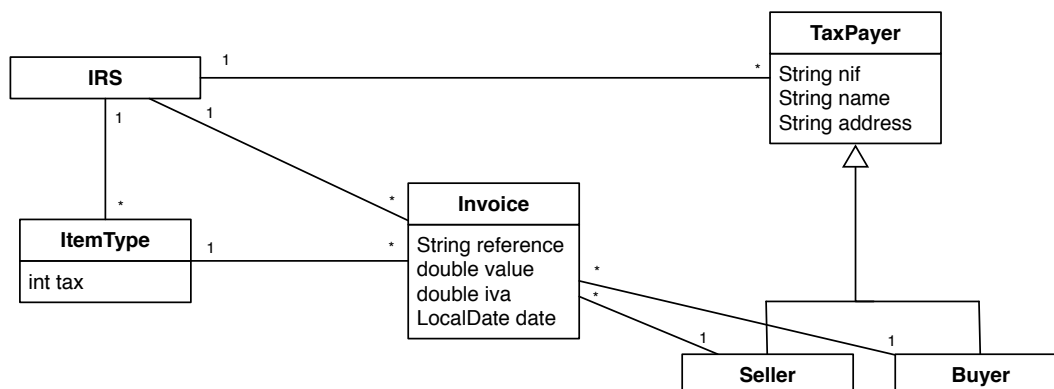 TaxPayer
String nif
String name
String address
IRS
1
*
1
1
*
*
ItemType
int tax
1
*
Invoice
String reference
double value
double iva
LocalDate date
*
*
1
1
Seller
Buyer